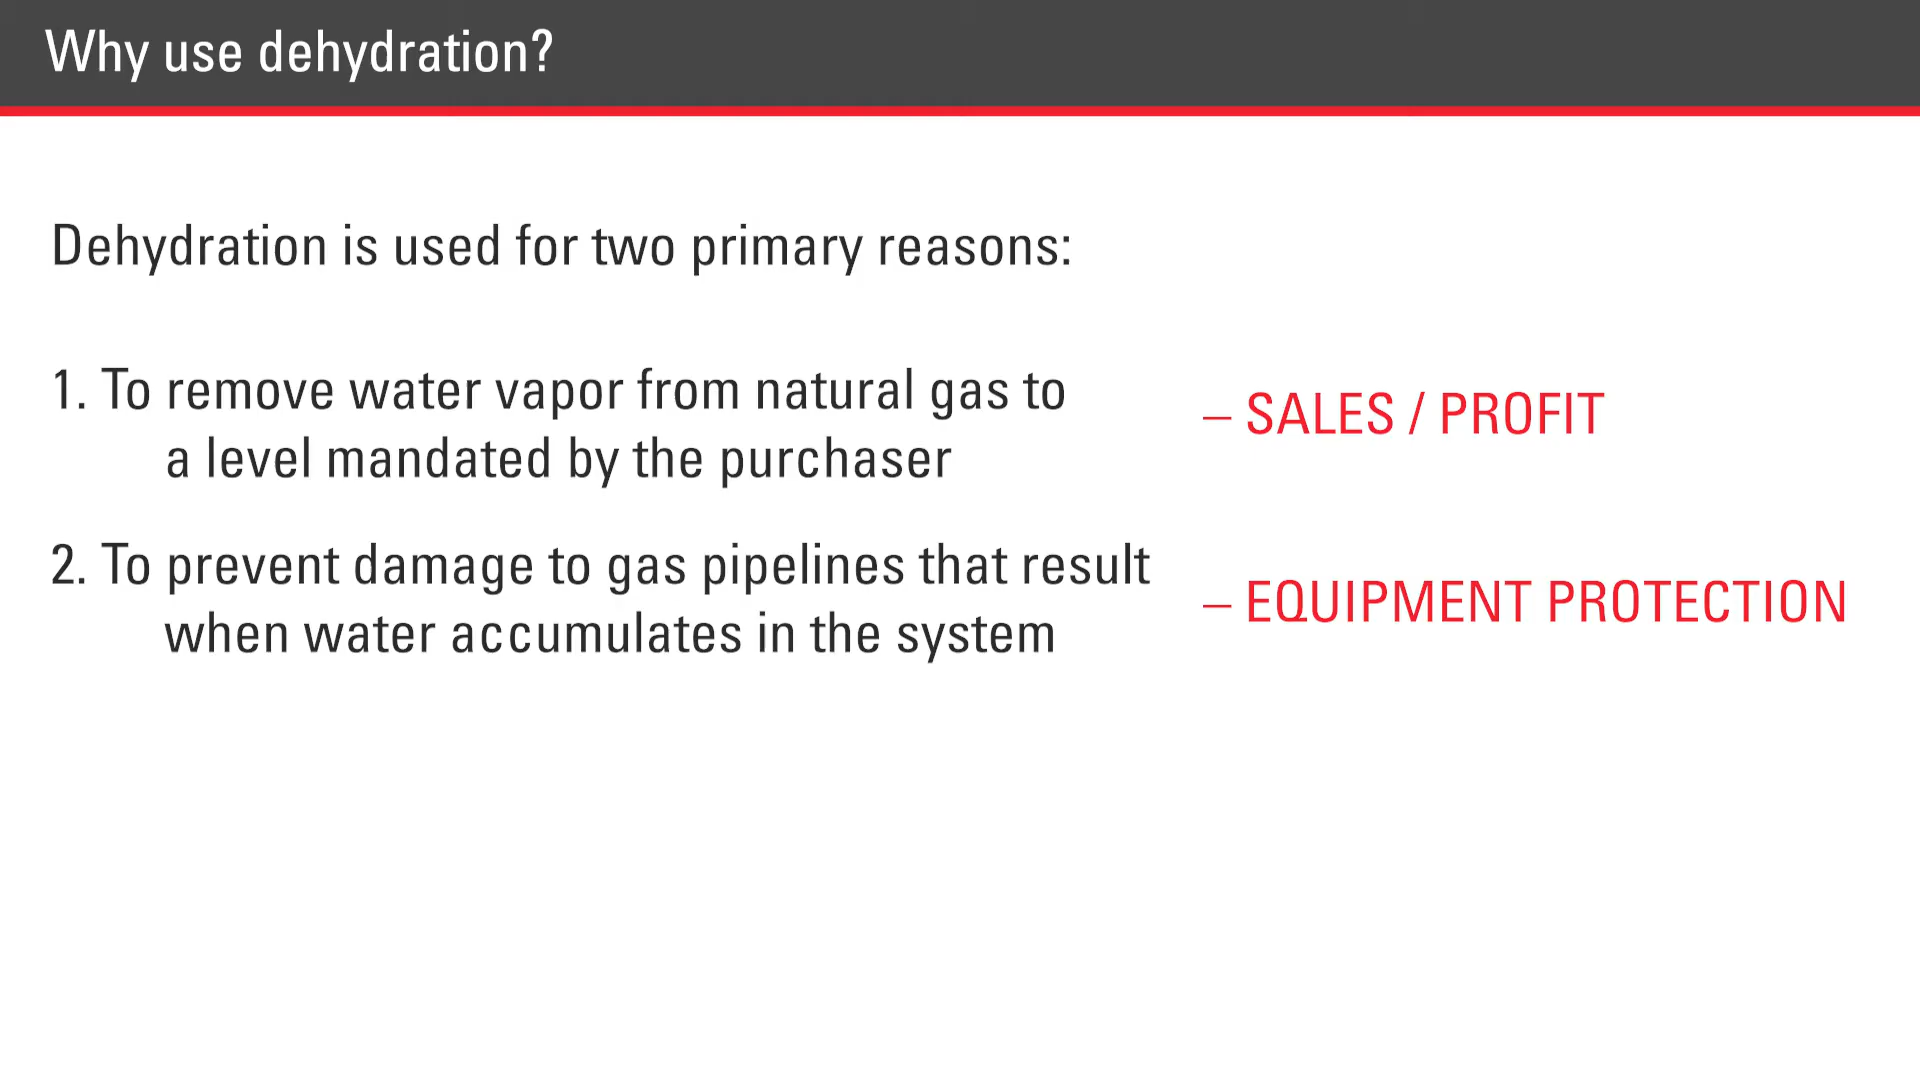 Why use dehydration?
Dehydration is used for two primary reasons:
1. To remove water vapor from natural gas to
a level mandated by the purchaser
– SALES / PROFIT
2. To prevent damage to gas pipelines that result
when water accumulates in the system
– EQUIPMENT PROTECTION